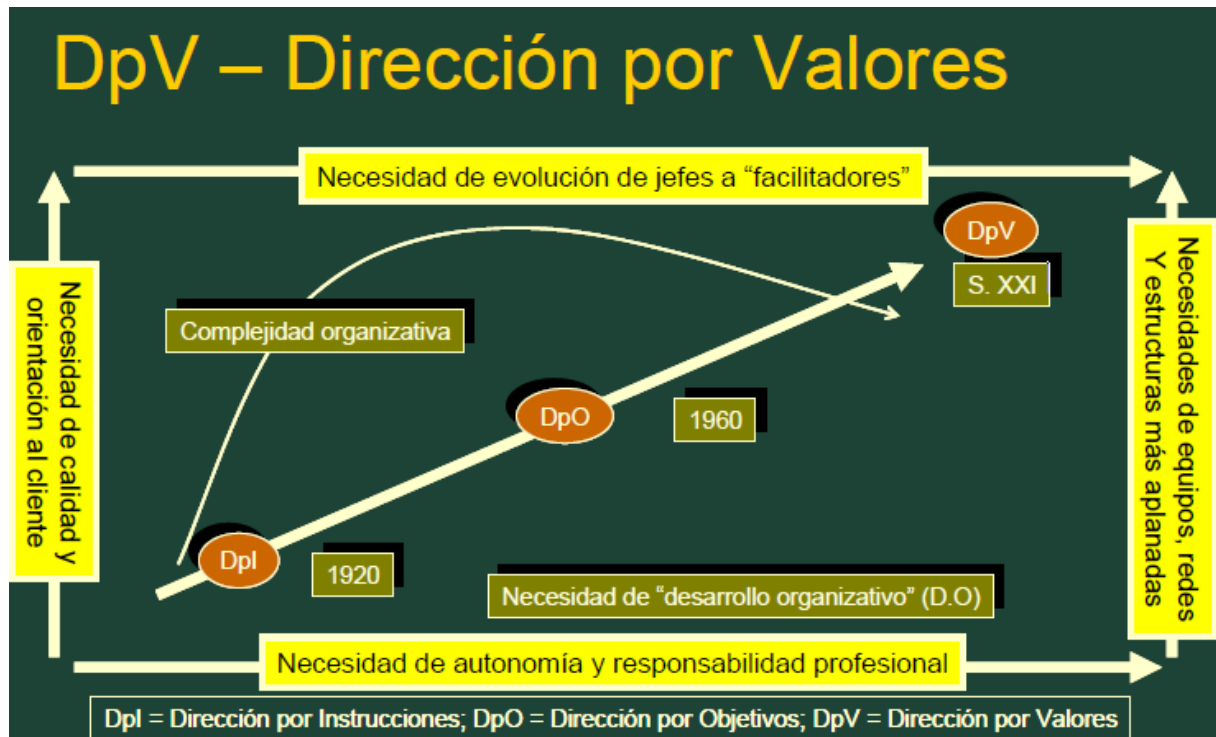 DpV – Dirección por Valores
Necesidad de evolución de jefes a “facilitadores”
DpV
S. XXI
Necesidad de calidad y
orientación al cliente
Complejidad organizativa
Necesidades de equipos, redes
Y estructuras más aplanadas
DpO
1960
DpI
1920
Necesidad de “desarrollo organizativo” (D.O)
Necesidad de autonomía y responsabilidad profesional
DpI = Dirección por Instrucciones; DpO = Dirección por Objetivos; DpV = Dirección por Valores